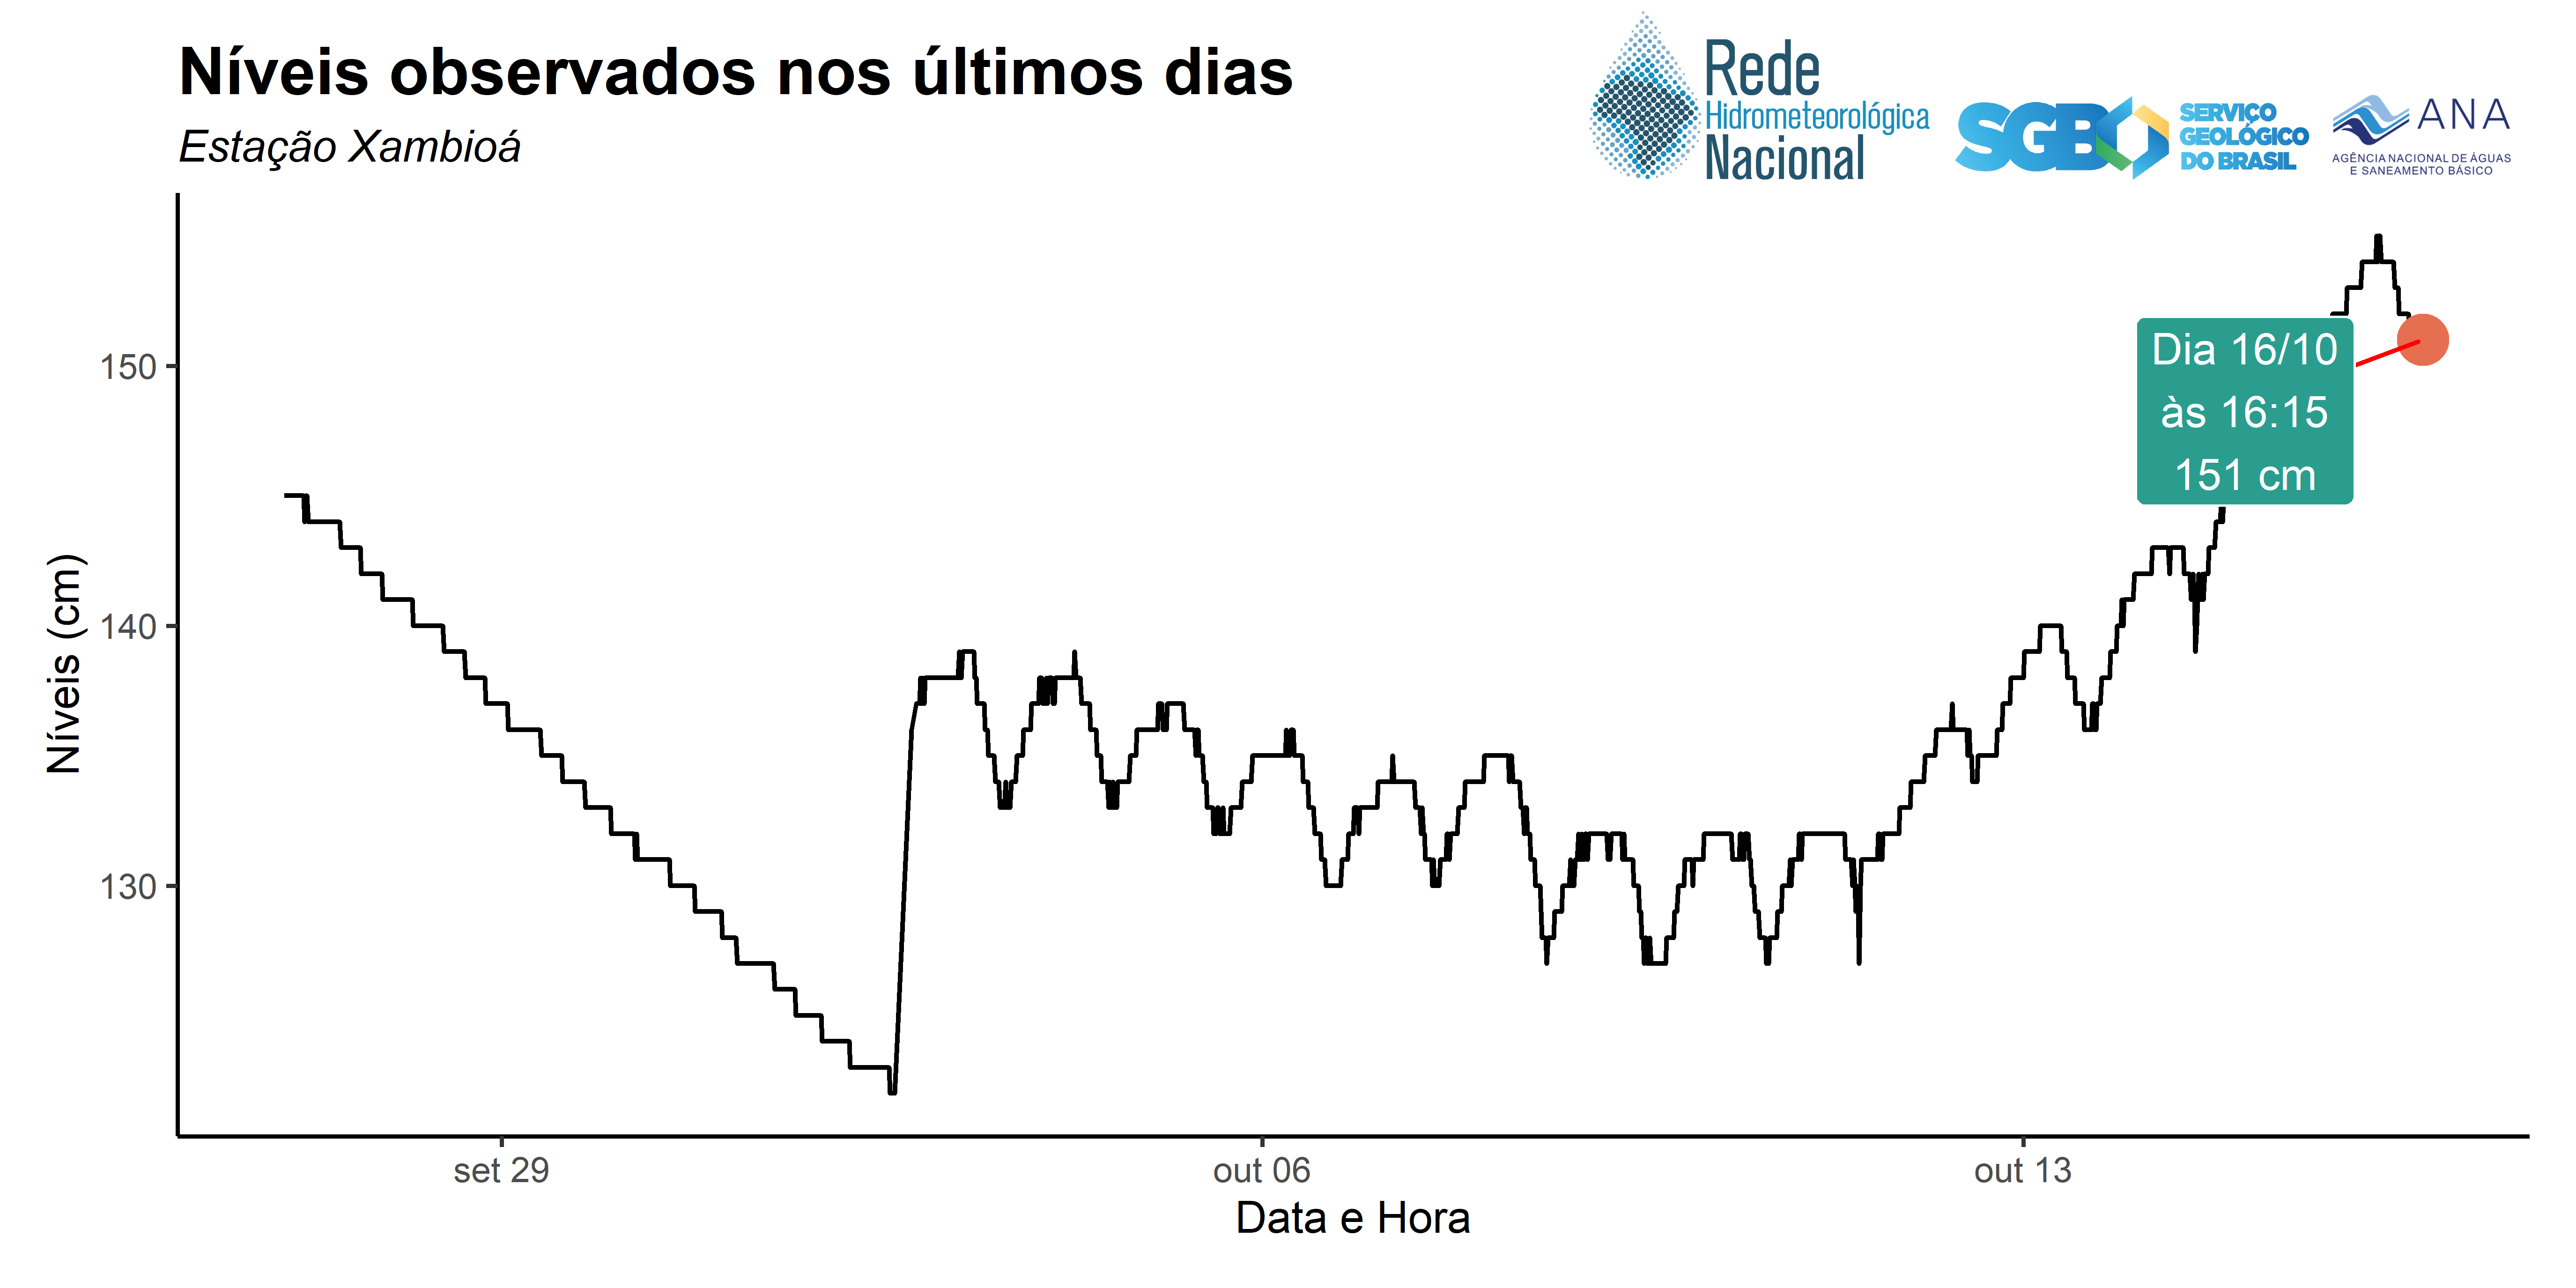 Níveis observados nos últimos dias
Estação Xambioá
Rede
Hidrometeorológica
Nacional
SGB
SERVIÇO
GEOLÓGICO
DO BRASIL
ANA
AGÊNCIA NACIONAL DE ÁGUAS
E SANEAMENTO BÁSICO
Níveis (cm)
150
140
130
Dia 16/10
às 16:15
151 cm
set 29
out 06
out 13
Data e Hora